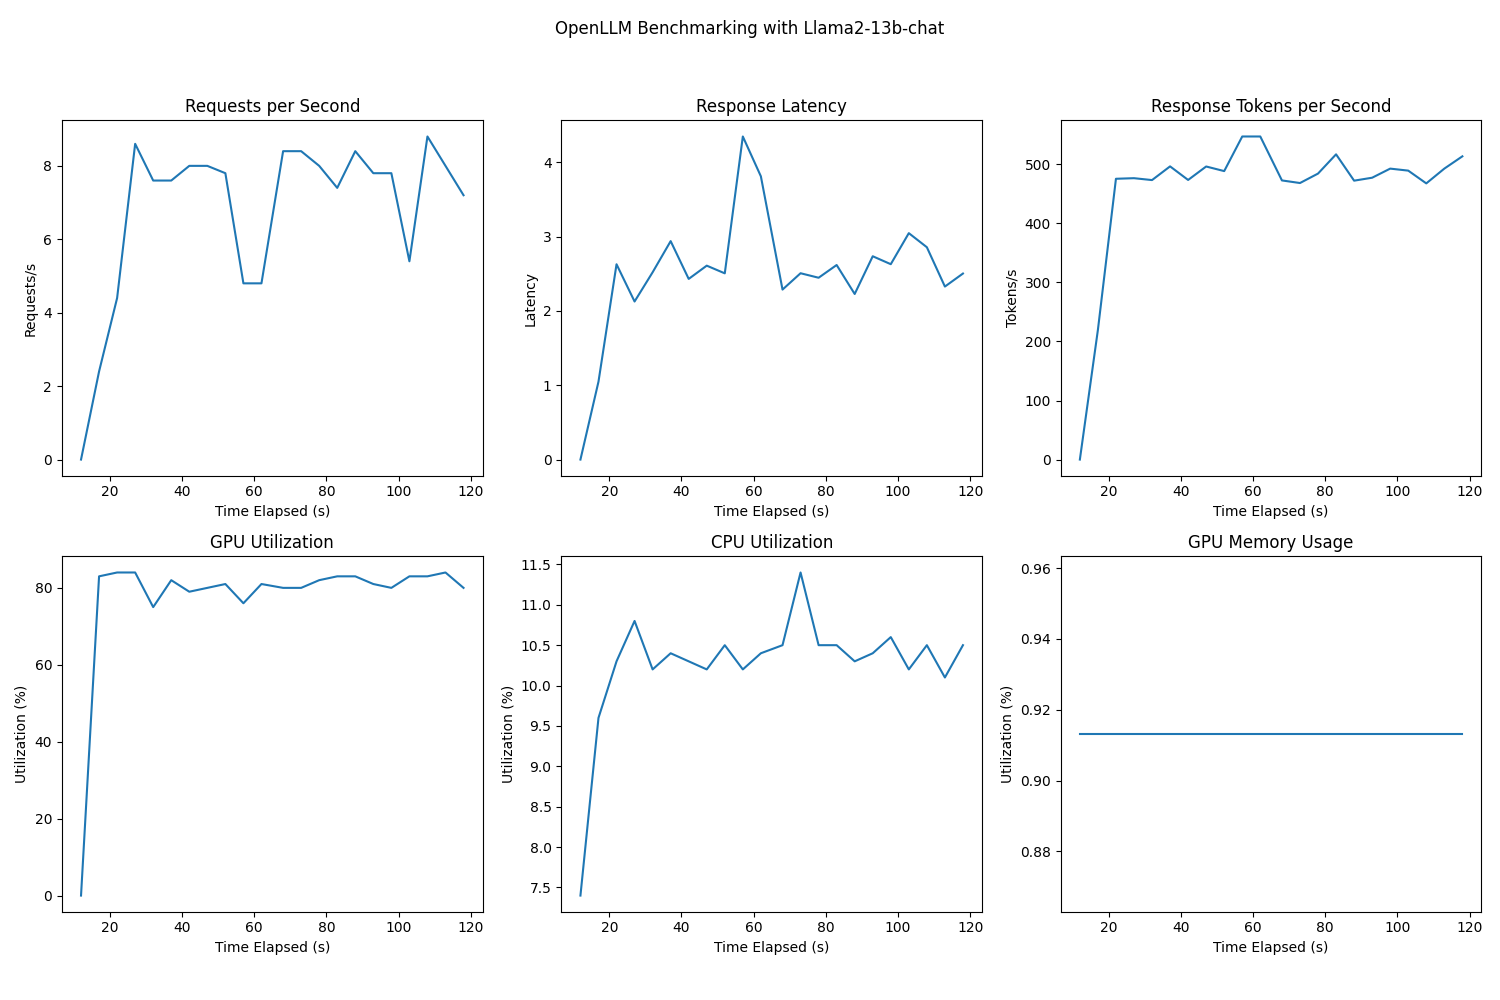 OpenLLM Benchmarking with Llama2-13b-chat
Requests per Second
Requests/s
8
6
4
2
0
20 40 60 80 100 120
Time Elapsed (s)
Response Latency
Latency
4
3
2
1
0
20 40 60 80 100 120
Time Elapsed (s)
Response Tokens per Second
Tokens/s
500
400
300
200
100
0
20 40 60 80 100 120
Time Elapsed (s)
GPU Utilization
Utilization (%)
80
60
40
20
0
20 40 60 80 100 120
Time Elapsed (s)
CPU Utilization
Utilization (%)
11.5
11.0
10.5
10.0
9.5
9.0
8.5
8.0
7.5
20 40 60 80 100 120
Time Elapsed (s)
GPU Memory Usage
Utilization (%)
0.96
0.94
0.92
0.90
0.88
20 40 60 80 100 120
Time Elapsed (s)